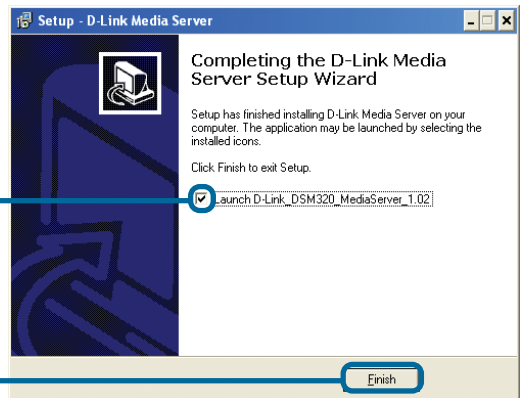 Setup - D-Link Media Server
Completing the D-Link Media
Server Setup Wizard
Setup has finished installing D-Link Media Server on your
computer. The application may be launched by selecting the
installed icons.
Click Finish to exit Setup.
Launch D-Link_DSM320_MediaServer_1.02
Finish